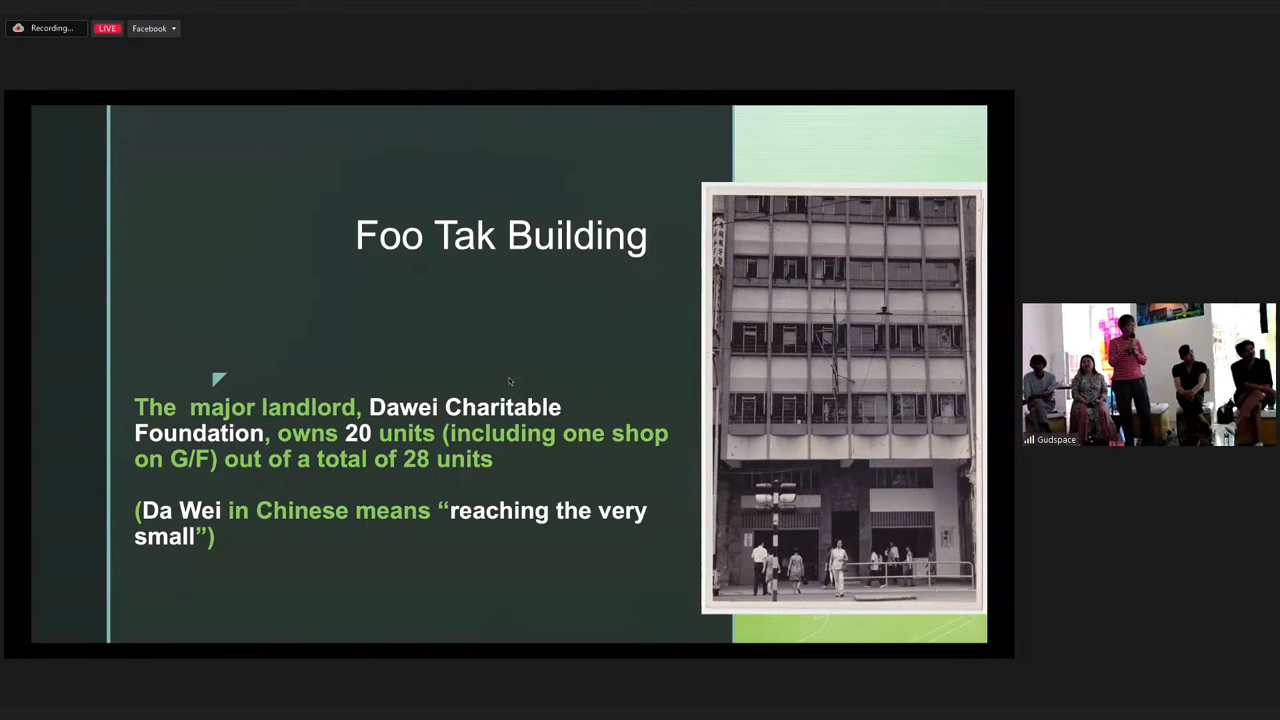 Recording...
LIVE
Facebook
Foo Tak Building
The major landlord, Dawei Charitable
Foundation, owns 20 units (including one shop
on G/F) out of a total of 28 units
(Da Wei in Chinese means “reaching the very
small”)
Gudspace